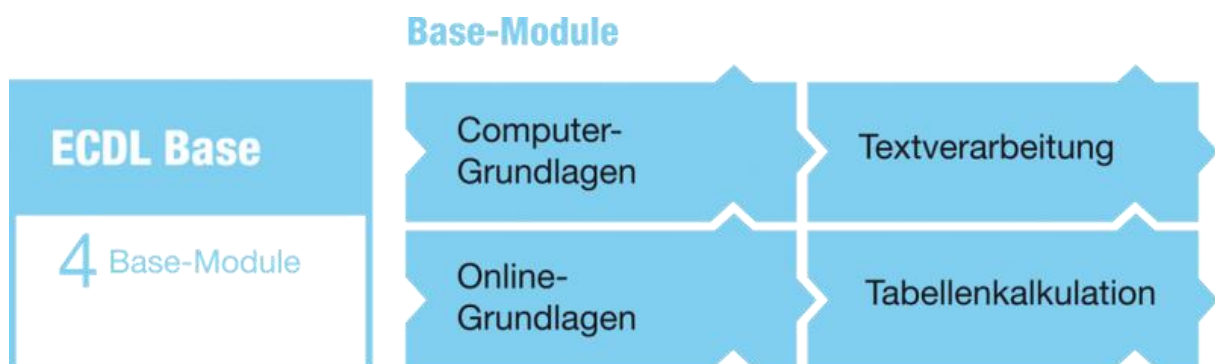 Base-Module
ECDL Base
4 Base-Module
Computer-
Grundlagen
Textverarbeitung
Online-
Grundlagen
Tabellenkalkulation